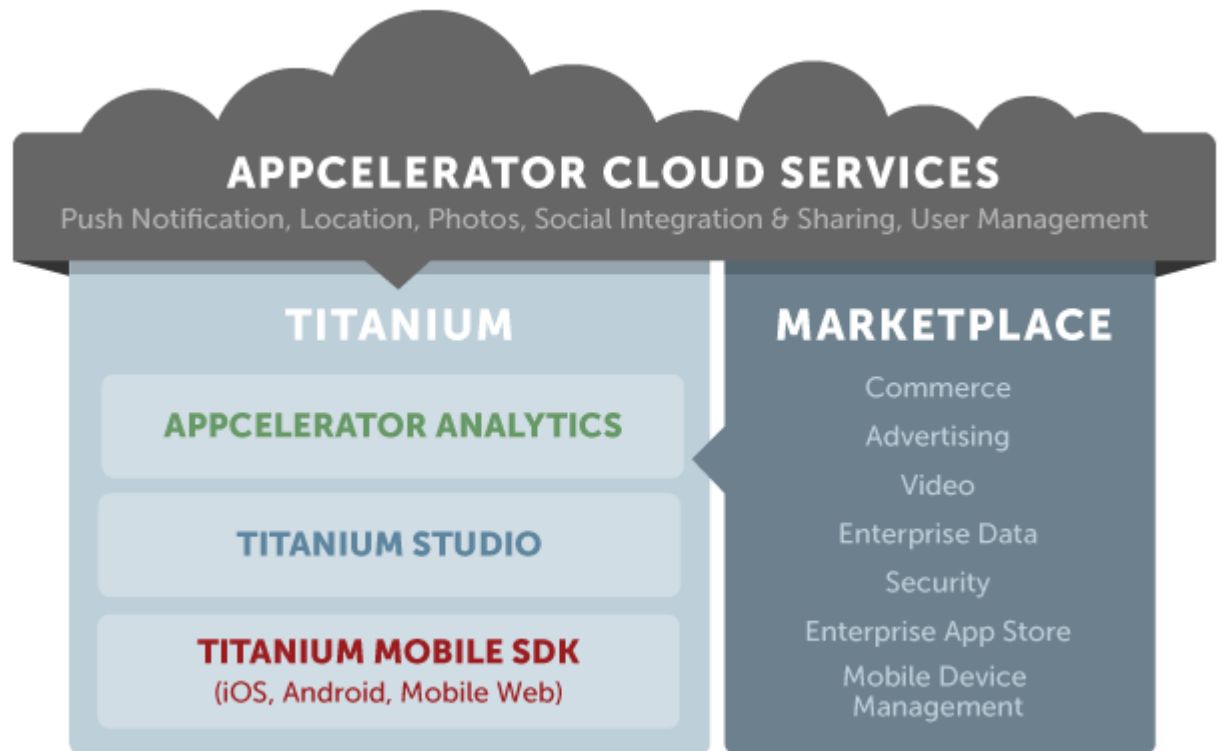 APPCELERATOR CLOUD SERVICES
Push Notification, Location, Photos, Social Integration & Sharing, User Management
TITANIUM
APPCELERATOR ANALYTICS
TITANIUM STUDIO
TITANIUM MOBILE SDK
(iOS, Android, Mobile Web)
MARKETPLACE
Commerce
Advertising
Video
Enterprise Data
Security
Enterprise App Store
Mobile Device
Management